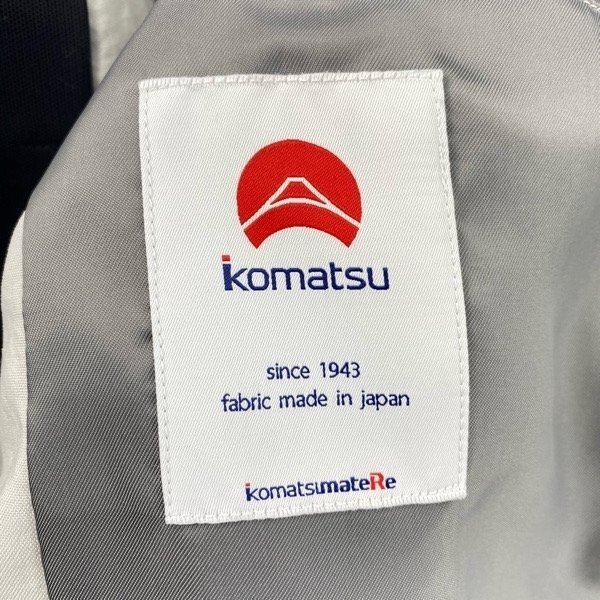 komatsu
since 1943
fabric made in japan
komatsumateRe